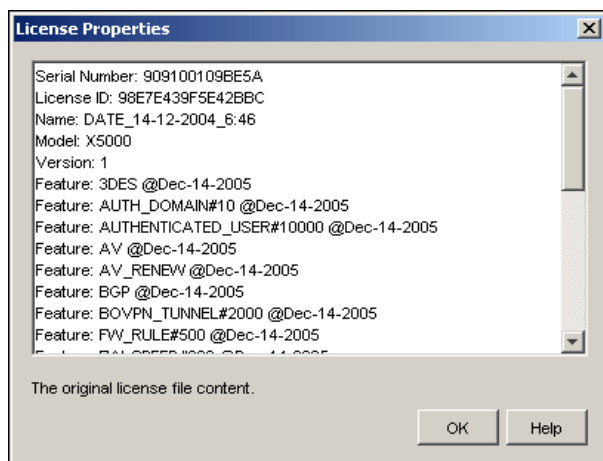 License Properties
Serial Number: 909100109BE5A
License ID: 98E7E439F5E42BBC
Name: DATE_14-12-2004_6:46
Model: X5000
Version: 1
Feature: 3DES @Dec-14-2005
Feature: AUTH_DOMAIN#10 @Dec-14-2005
Feature: AUTHENTICATED_USER#10000 @Dec-14-2005
Feature: AV @Dec-14-2005
Feature: AV_RENEW @Dec-14-2005
Feature: BGP @Dec-14-2005
Feature: BOVPN_TUNNEL#2000 @Dec-14-2005
Feature: FW_RULE#500 @Dec-14-2005
The original license file content.
OK
Help